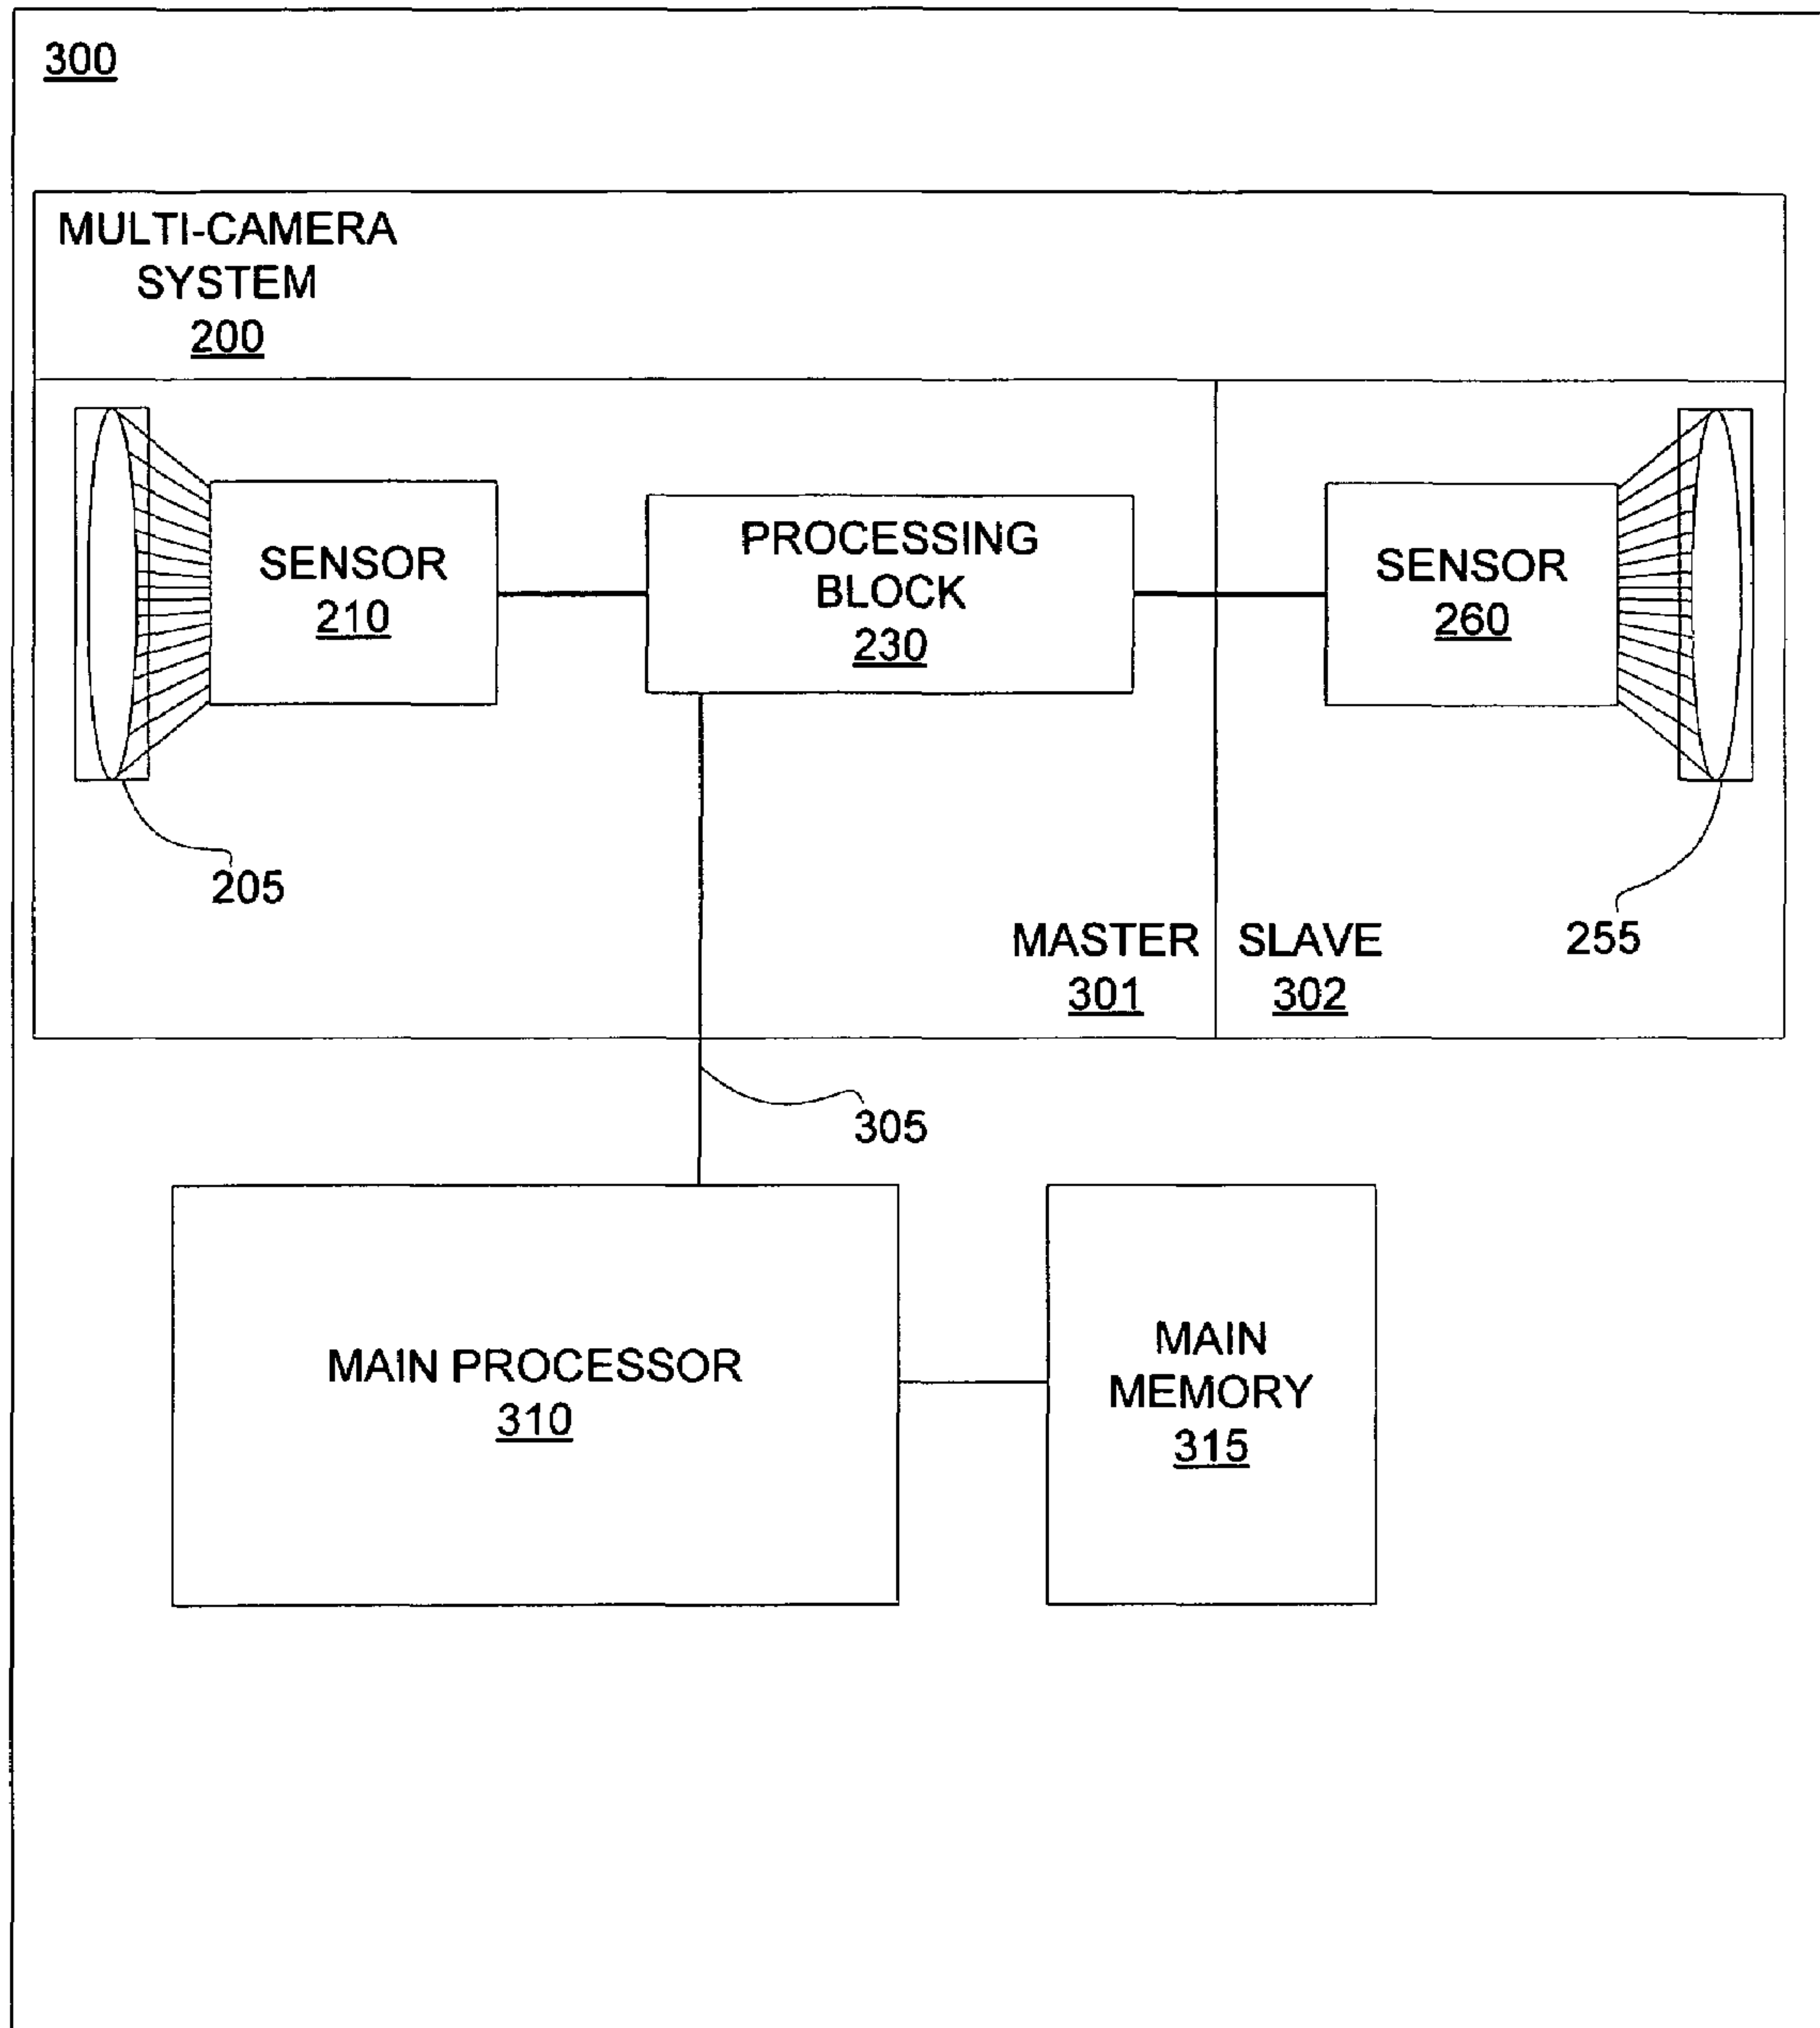 300
MULTI-CAMERA
SYSTEM
200
SENSOR
210
PROCESSING
BLOCK
230
SENSOR
260
205
255
MASTER
301
SLAVE
302
305
MAIN PROCESSOR
310
MAIN
MEMORY
315